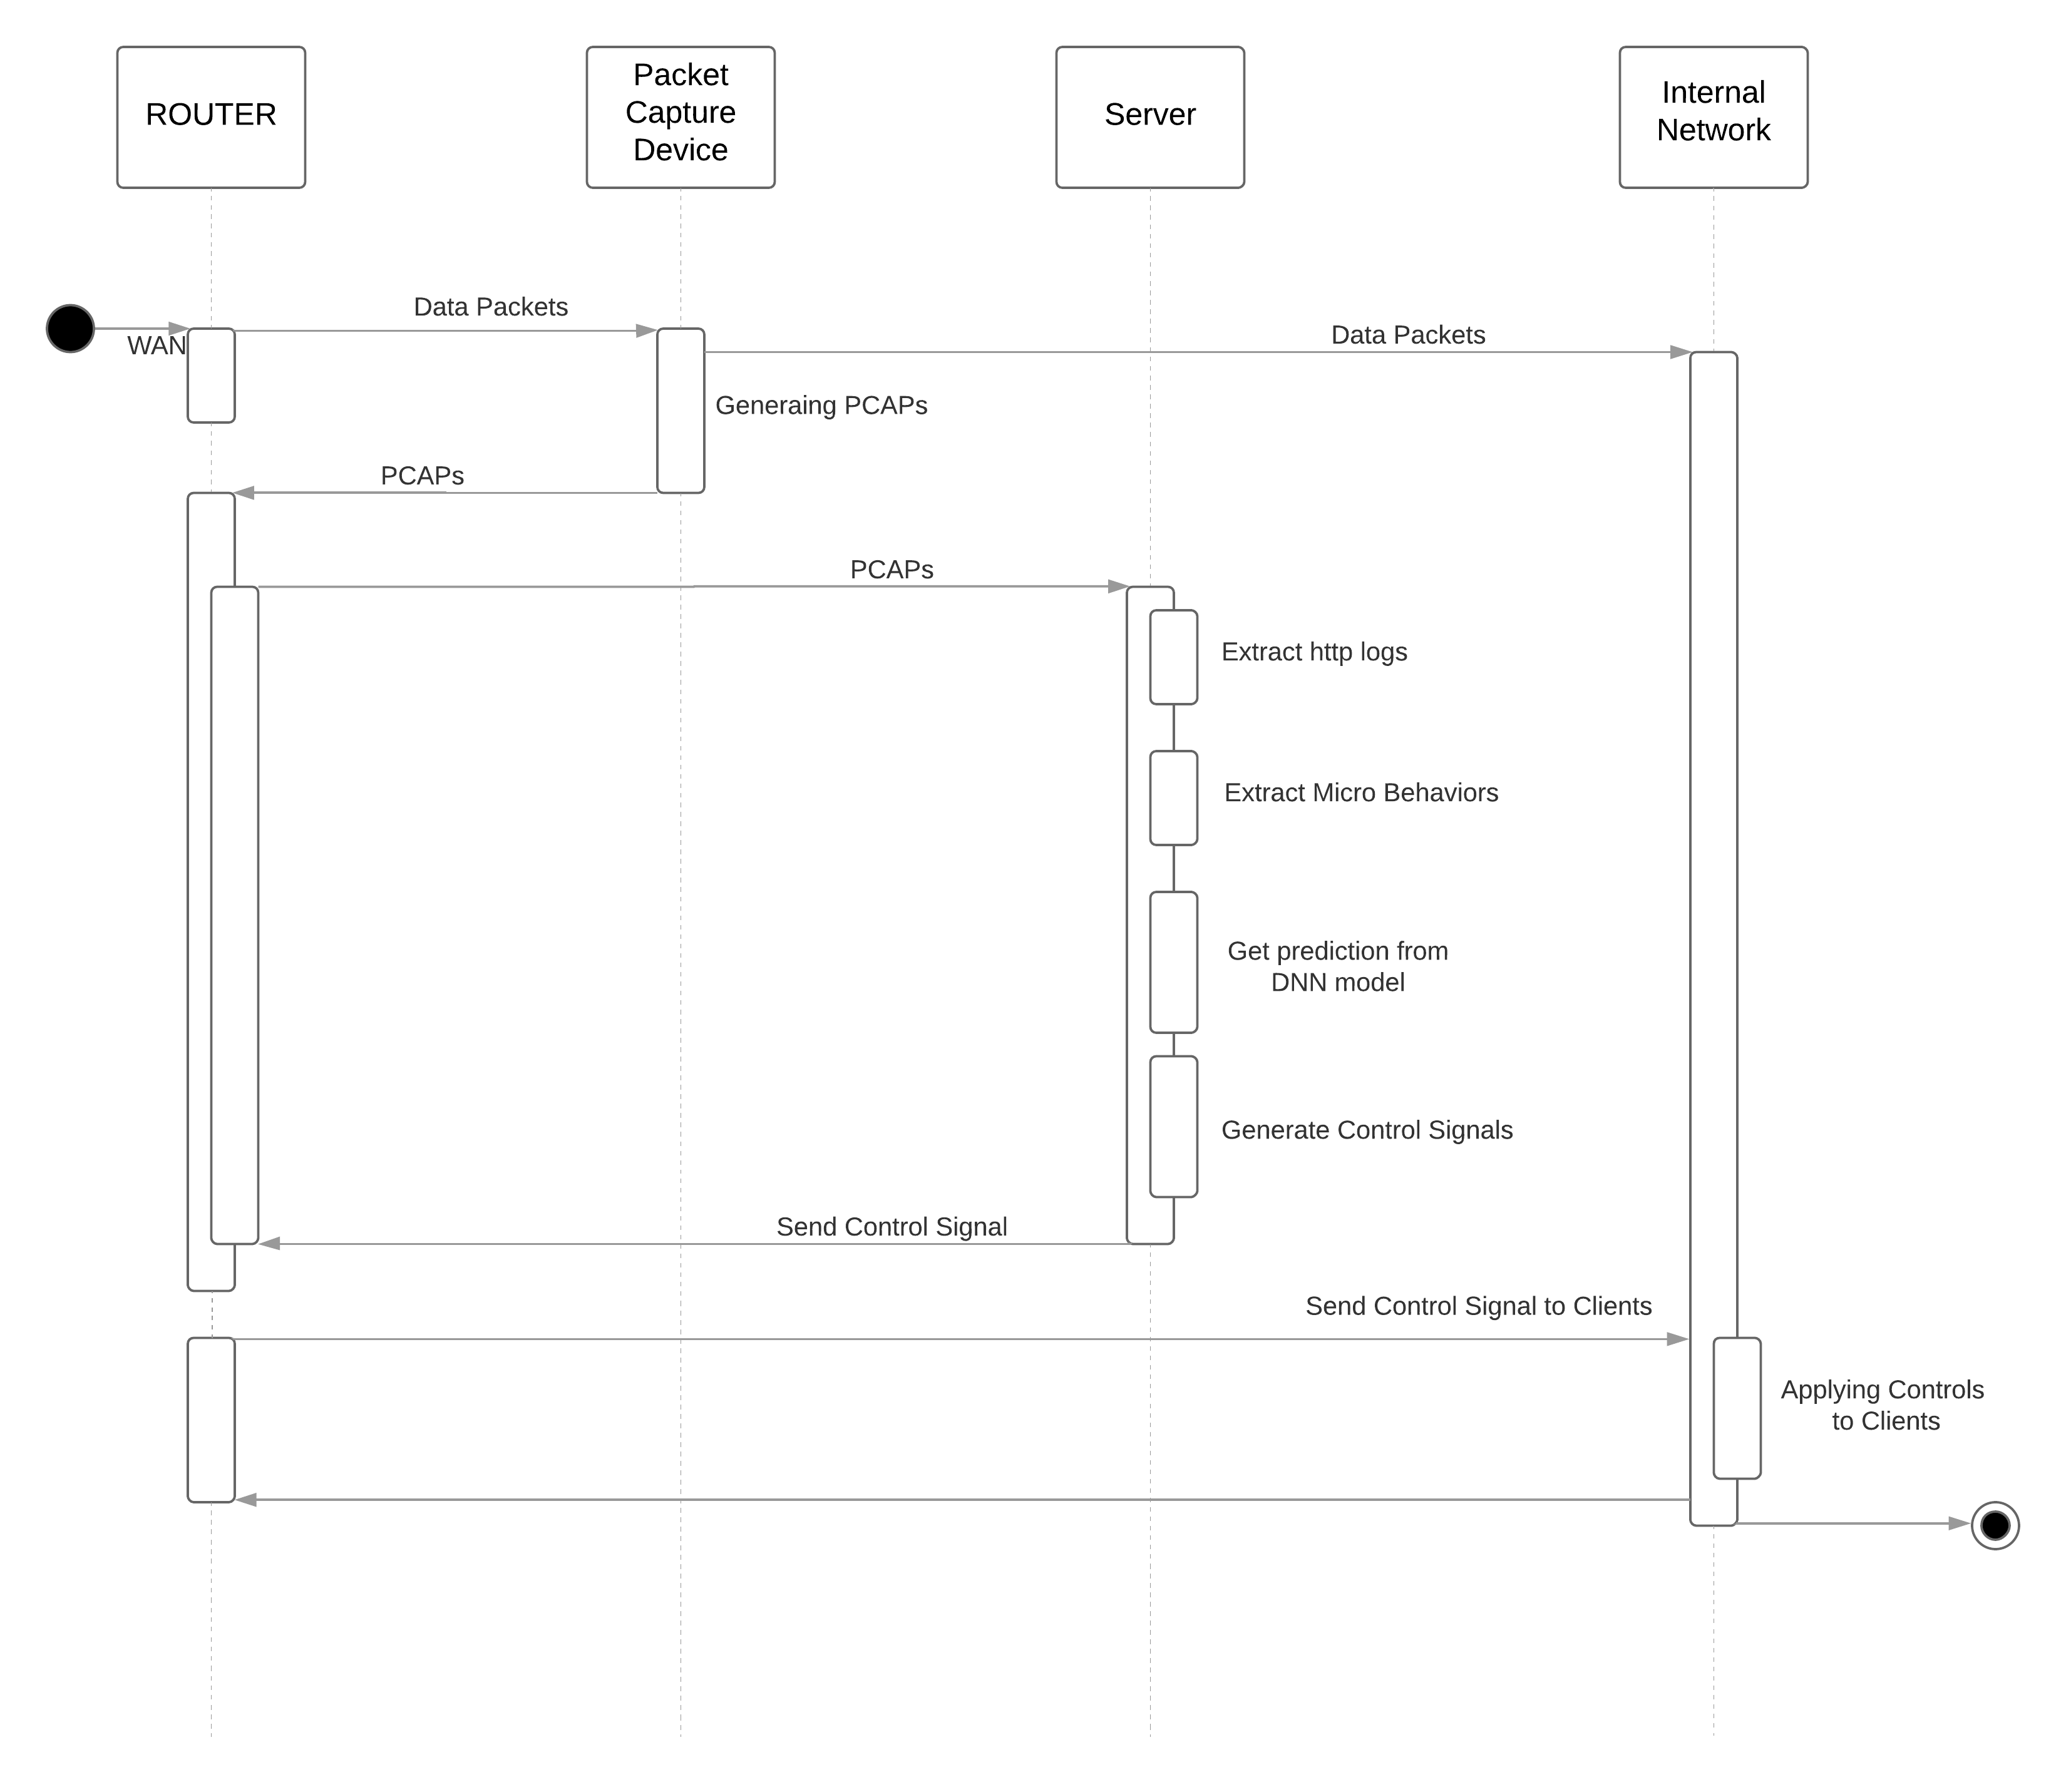 ROUTER
Packet
Capture
Device
Server
Internal
Network
Data Packets
WAN
Data Packets
Generaing PCAPs
PCAPs
PCAPs
Extract http logs
Extract Micro Behaviors
Get prediction from
DNN model
Generate Control Signals
Send Control Signal
Send Control Signal to Clients
Applying Controls
to Clients